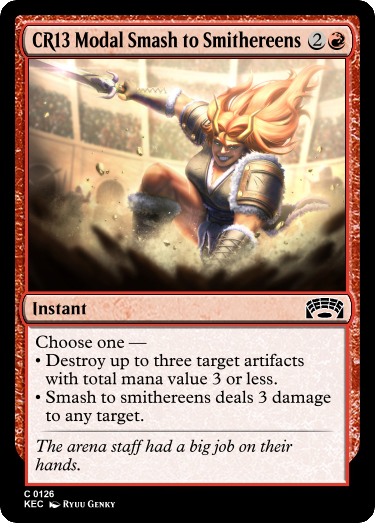 CR13 Modal Smash to Smithereens 2
Instant
Choose one —
• Destroy up to three target artifacts
with total mana value 3 or less.
• Smash to smithereens deals 3 damage
to any target.
The arena staff had a big job on their
hands.
C 0126
KEC Ryuu Genky